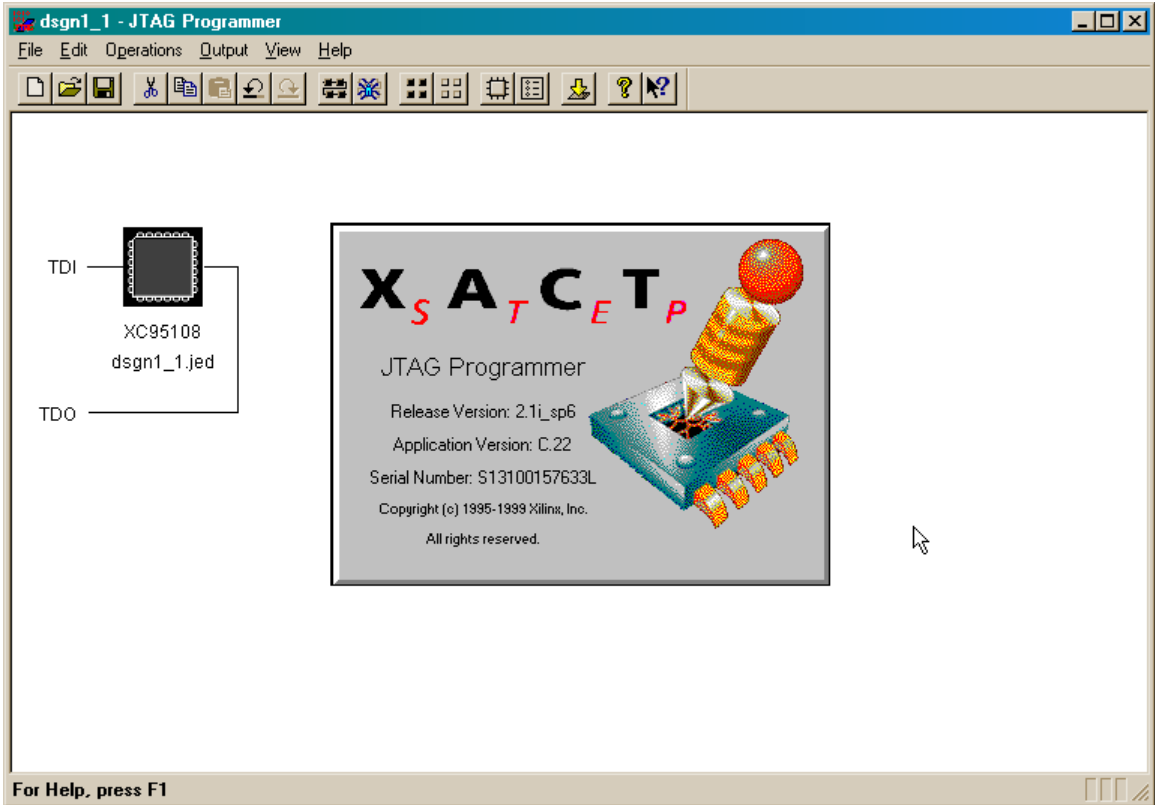 dsgn1_1 - JTAG Programmer
File Edit Operations Output View Help
TDI
XC95108
dsgn1_1.jed
TDO
XSATCETP
JTAG Programmer
Release Version: 2.1i_sp6
Application Version: C.22
Serial Number: S13100157633L
Copyright (c) 1995-1999 Xilinx, Inc.
All rights reserved.
For Help, press F1